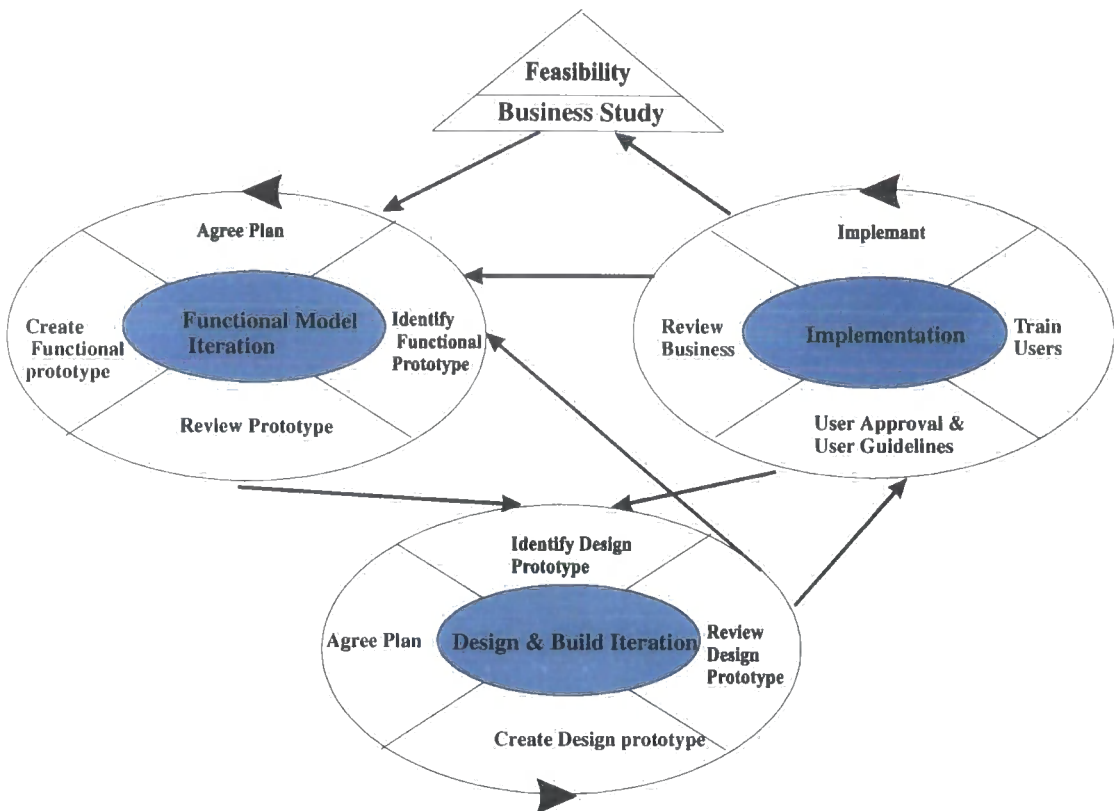 Feasibility
Business Study
Agree Plan
Create
Functional
prototype
Functional Model
Iteration
Identify
Functional
Prototype
Review Prototype
Implemant
Review
Business
Implementation
Train
Users
User Approval &
User Guidelines
Identify Design
Prototype
Agree Plan
Design & Build Iteration
Review
Design
Prototype
Create Design prototype